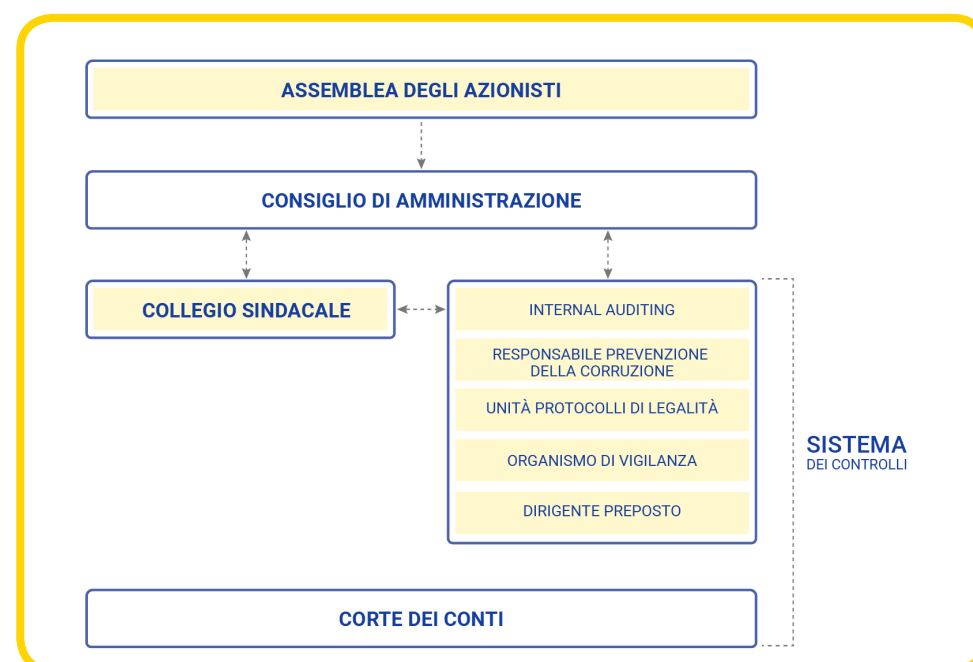 ASSEMBLEA DEGLI AZIONISTI
CONSIGLIO DI AMMINISTRAZIONE
COLLEGIO SINDACALE
INTERNAL AUDITING
RESPONSABILE PREVENZIONE
DELLA CORRUZIONE
UNITÀ PROTOCOLLI DI LEGALITÀ
ORGANISMO DI VIGILANZA
DIRIGENTE PREPOSTO
SISTEMA
DEI CONTROLLI
CORTE DEI CONTI